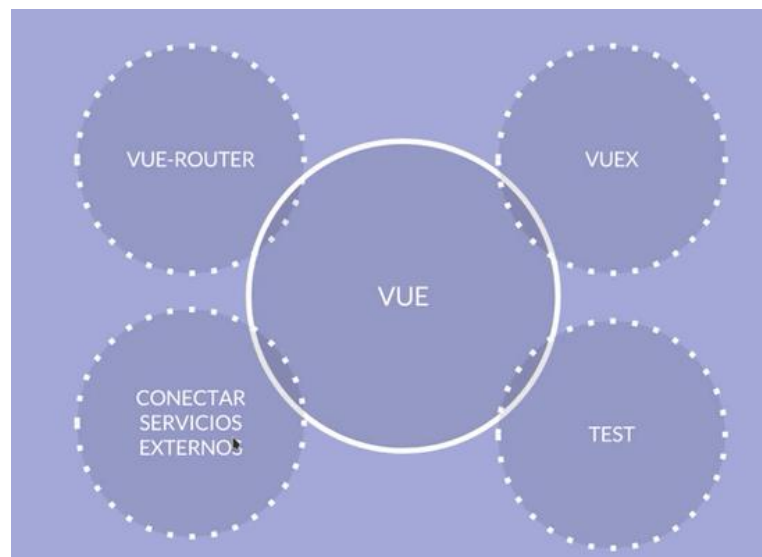 VUE-ROUTER
VUEX
VUE
CONECTAR
SERVICIOS
EXTERNOS
TEST